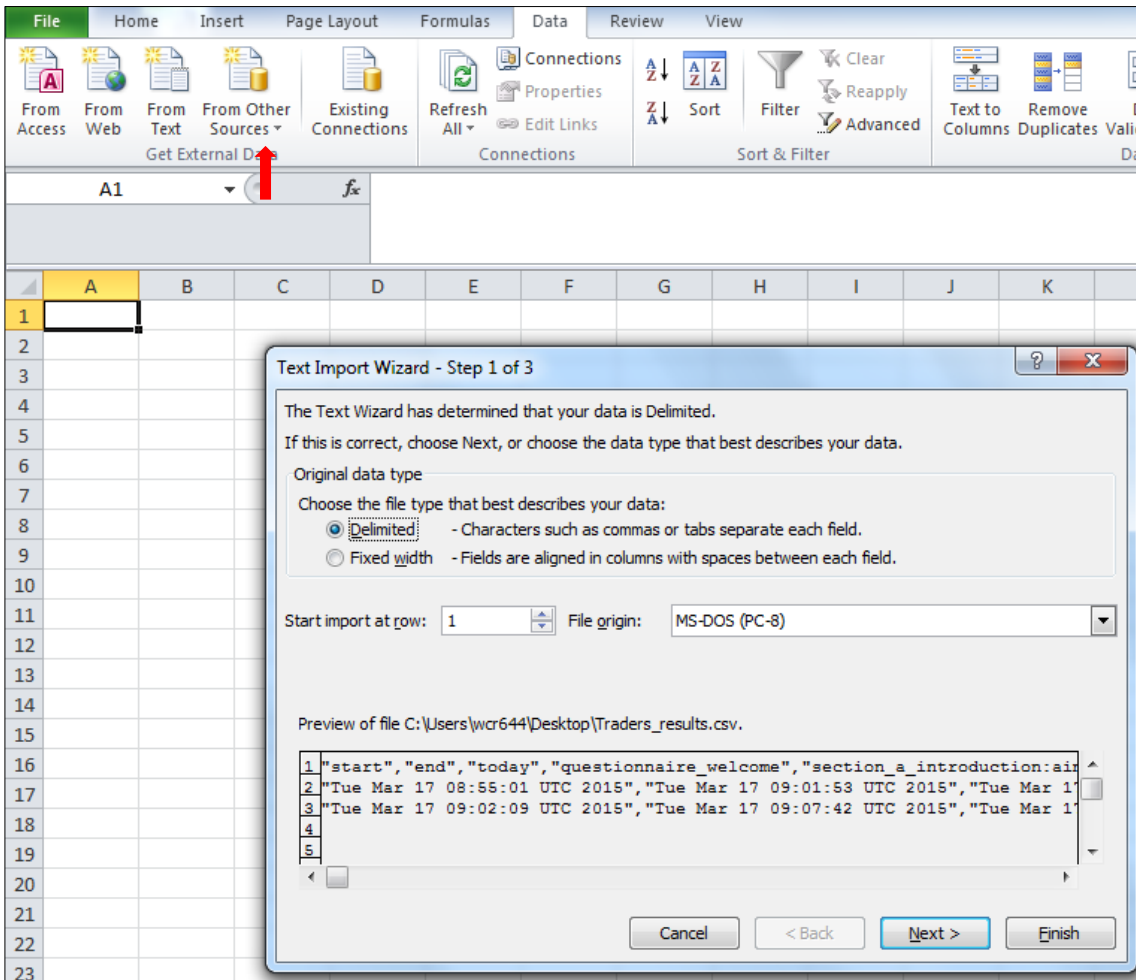 File Home Insert Page Layout Formulas Data Review View
From Access
From Web
From Text
From Other Sources
Existing Connections
Refresh All
Connections
Properties
Edit Links
A Z
Z A
A Z Z A
Sort
Filter
Clear
Reapply
Advanced
Text to Columns
Remove Duplicates
Get External
Connections
Sort & Filter
A1 fx
A B C D E F G H I J K
1
2
3
4
5
6
7
8
9
10
11
12
13
14
15
16
17
18
19
20
21
22
23
Text Import Wizard - Step 1 of 3
? X
The Text Wizard has determined that your data is Delimited.
If this is correct, choose Next, or choose the data type that best describes your data.
Original data type
Choose the file type that best describes your data:
Delimited - Characters such as commas or tabs separate each field.
Fixed width - Fields are aligned in columns with spaces between each field.
Start import at row: 1 File origin: MS-DOS (PC-8)
Preview of file C:\Users\wcr644\Desktop\Traders_results.csv.
1 "start","end","today","questionnaire_welcome","section_a_introduction:air
2 "Tue Mar 17 08:55:01 UTC 2015","Tue Mar 17 09:01:53 UTC 2015","Tue Mar 17
3 "Tue Mar 17 09:02:09 UTC 2015","Tue Mar 17 09:07:42 UTC 2015","Tue Mar 17
4
5
Cancel < Back Next > Finish